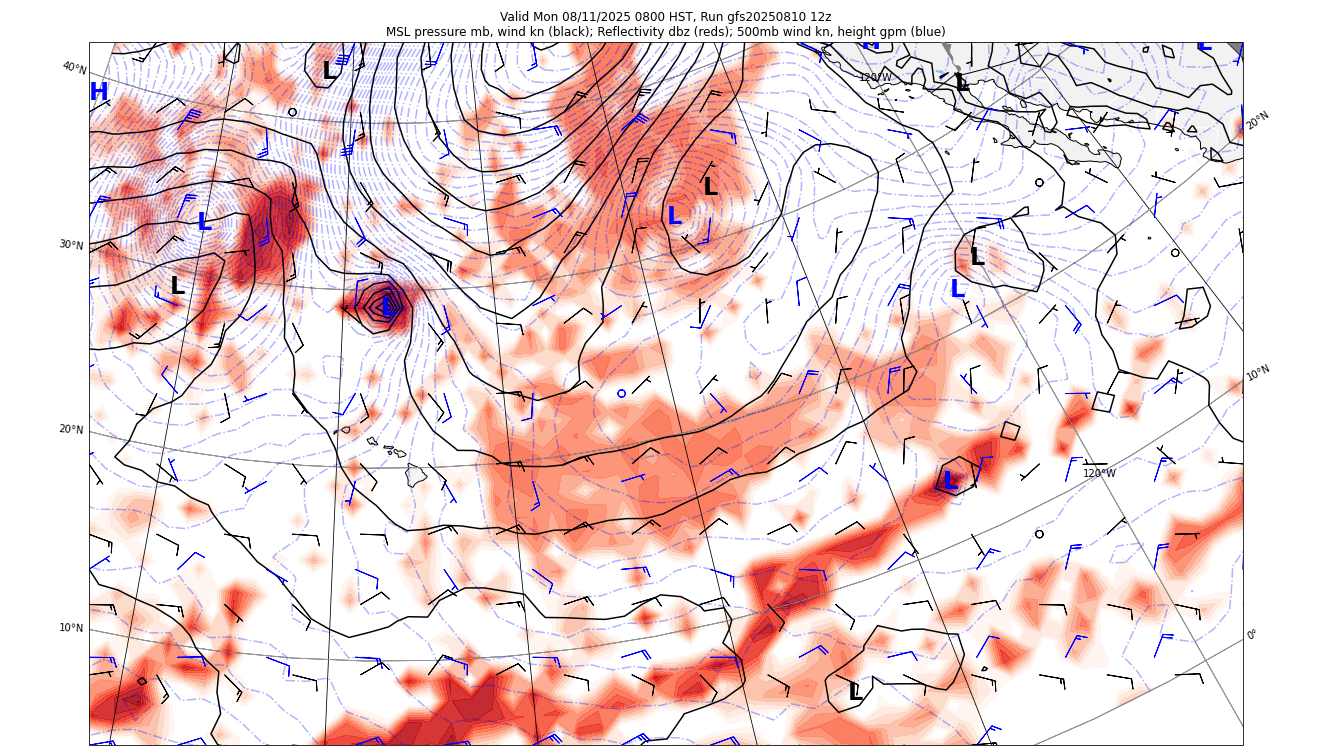 Valid Mon 08/11/2025 0800 HST, Run gfs20250810 12z
MSL pressure mb, wind kn (black); Reflectivity dbz (reds); 500mb wind kn, height gpm (blue)
H L
40°N
H
L
120°W
L
L
20°N
L
L
L
30°N
L
L
L
L
L
10°N
20°N
L
120°W
10°N
0°
L